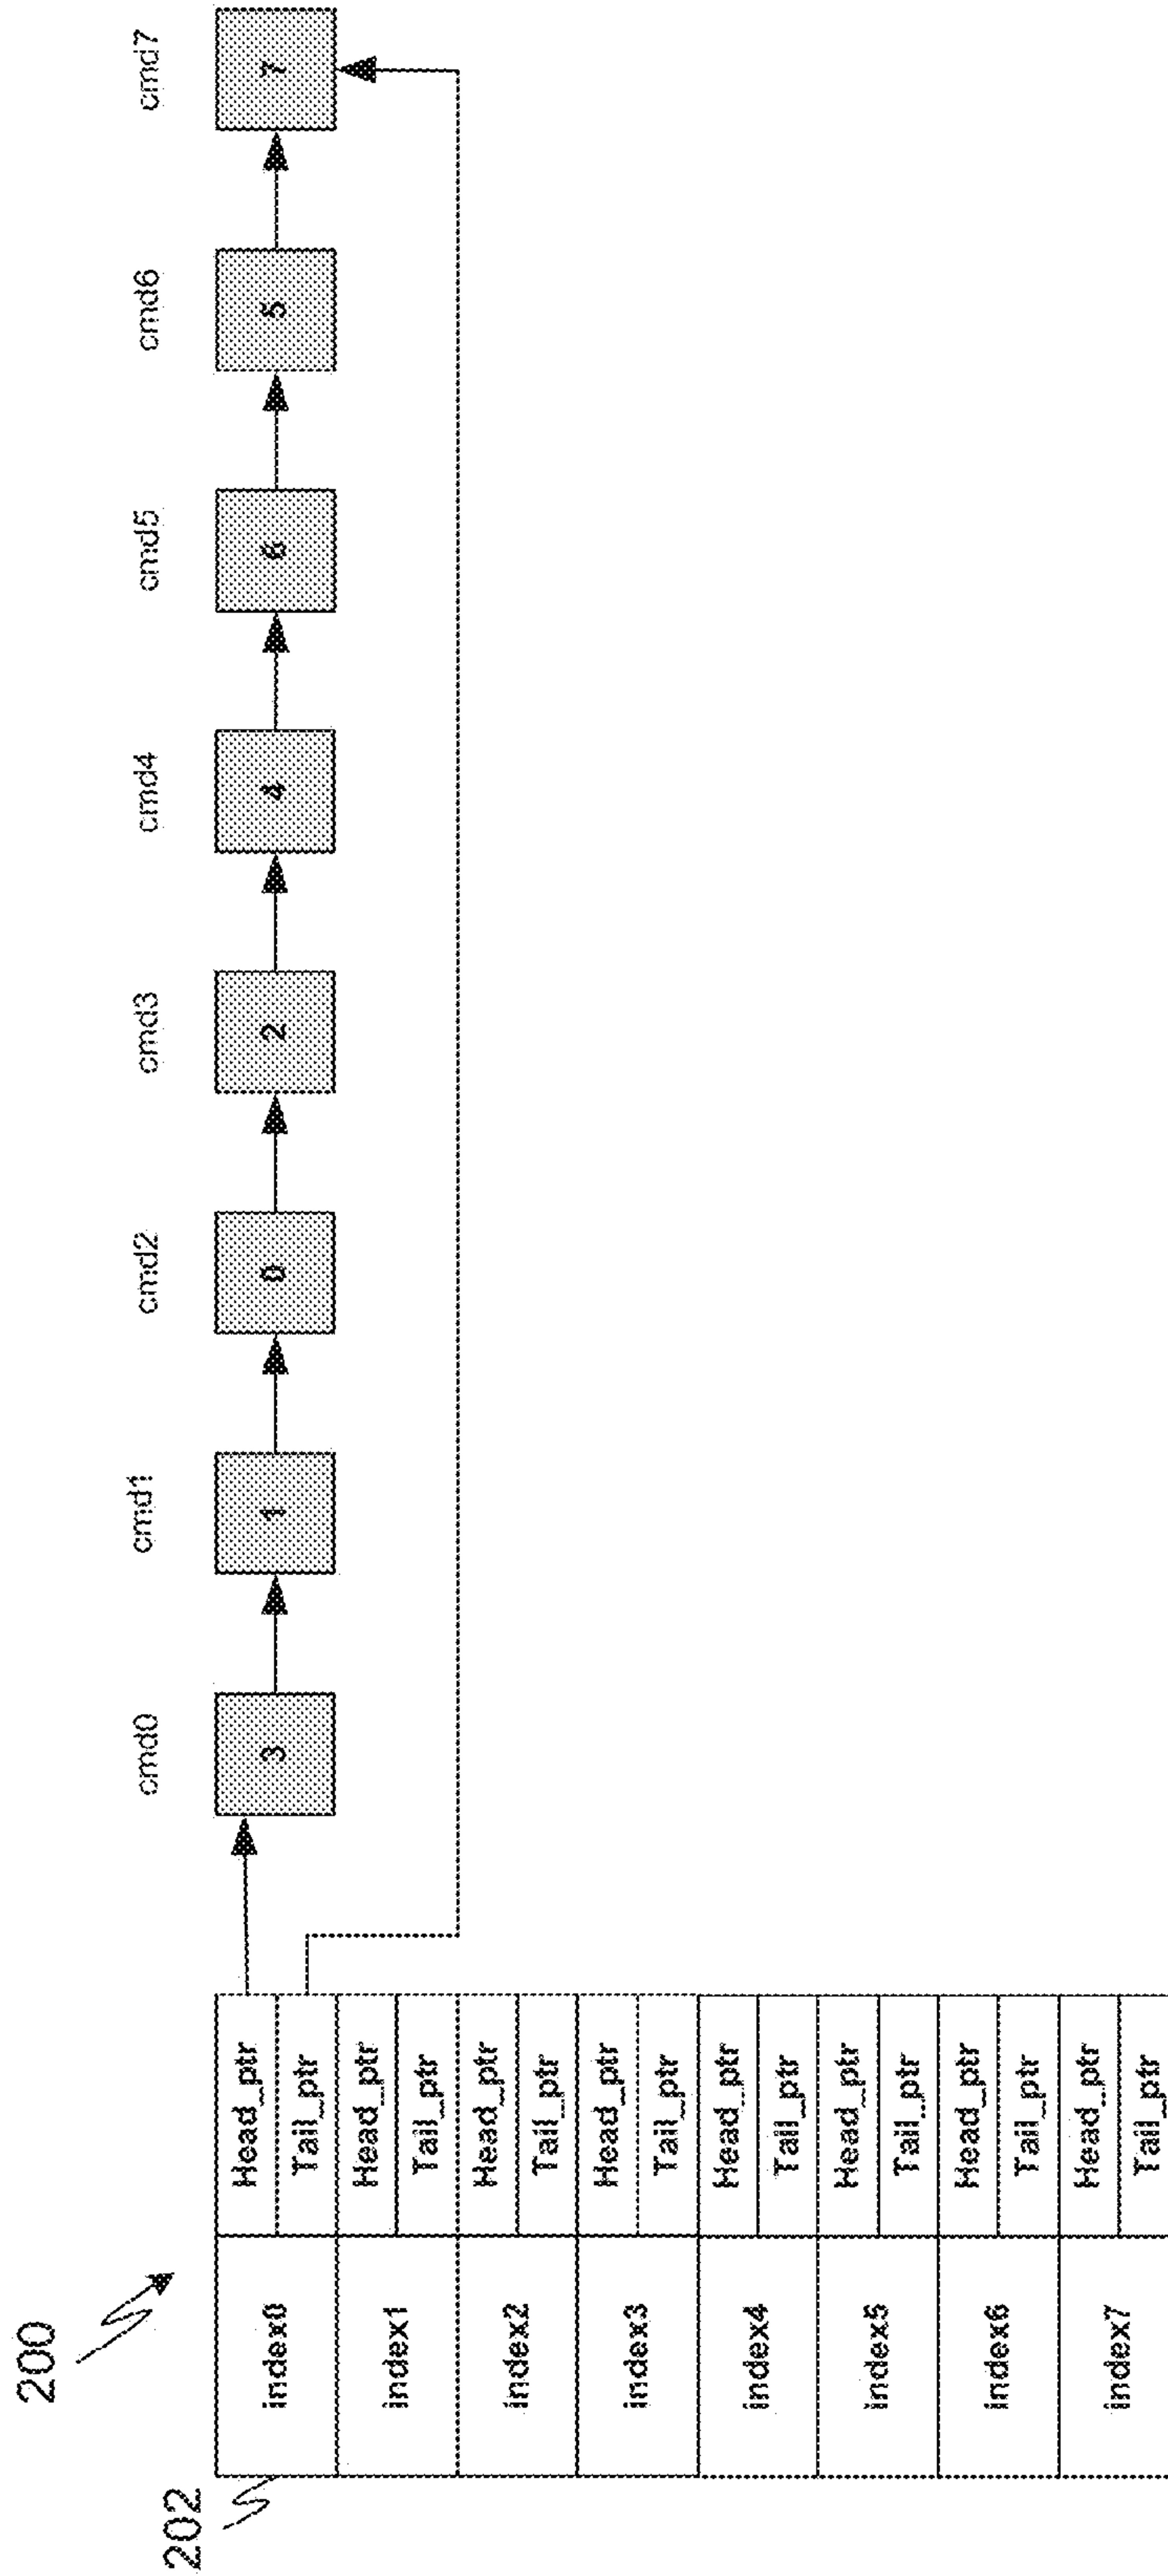 200
202
cmd0 cmd1 cmd2 cmd3 cmd4 cmd5 cmd6 cmd7
3 1 0 2 4 6 5 7
index0
Head_ptr
Tail_ptr
index1
Head_ptr
Tail_ptr
index2
Head_ptr
Tail_ptr
index3
Head_ptr
Tail_ptr
index4
Head_ptr
Tail_ptr
index5
Head_ptr
Tail_ptr
index6
Head_ptr
Tail_ptr
index7
Head_ptr
Tail_ptr